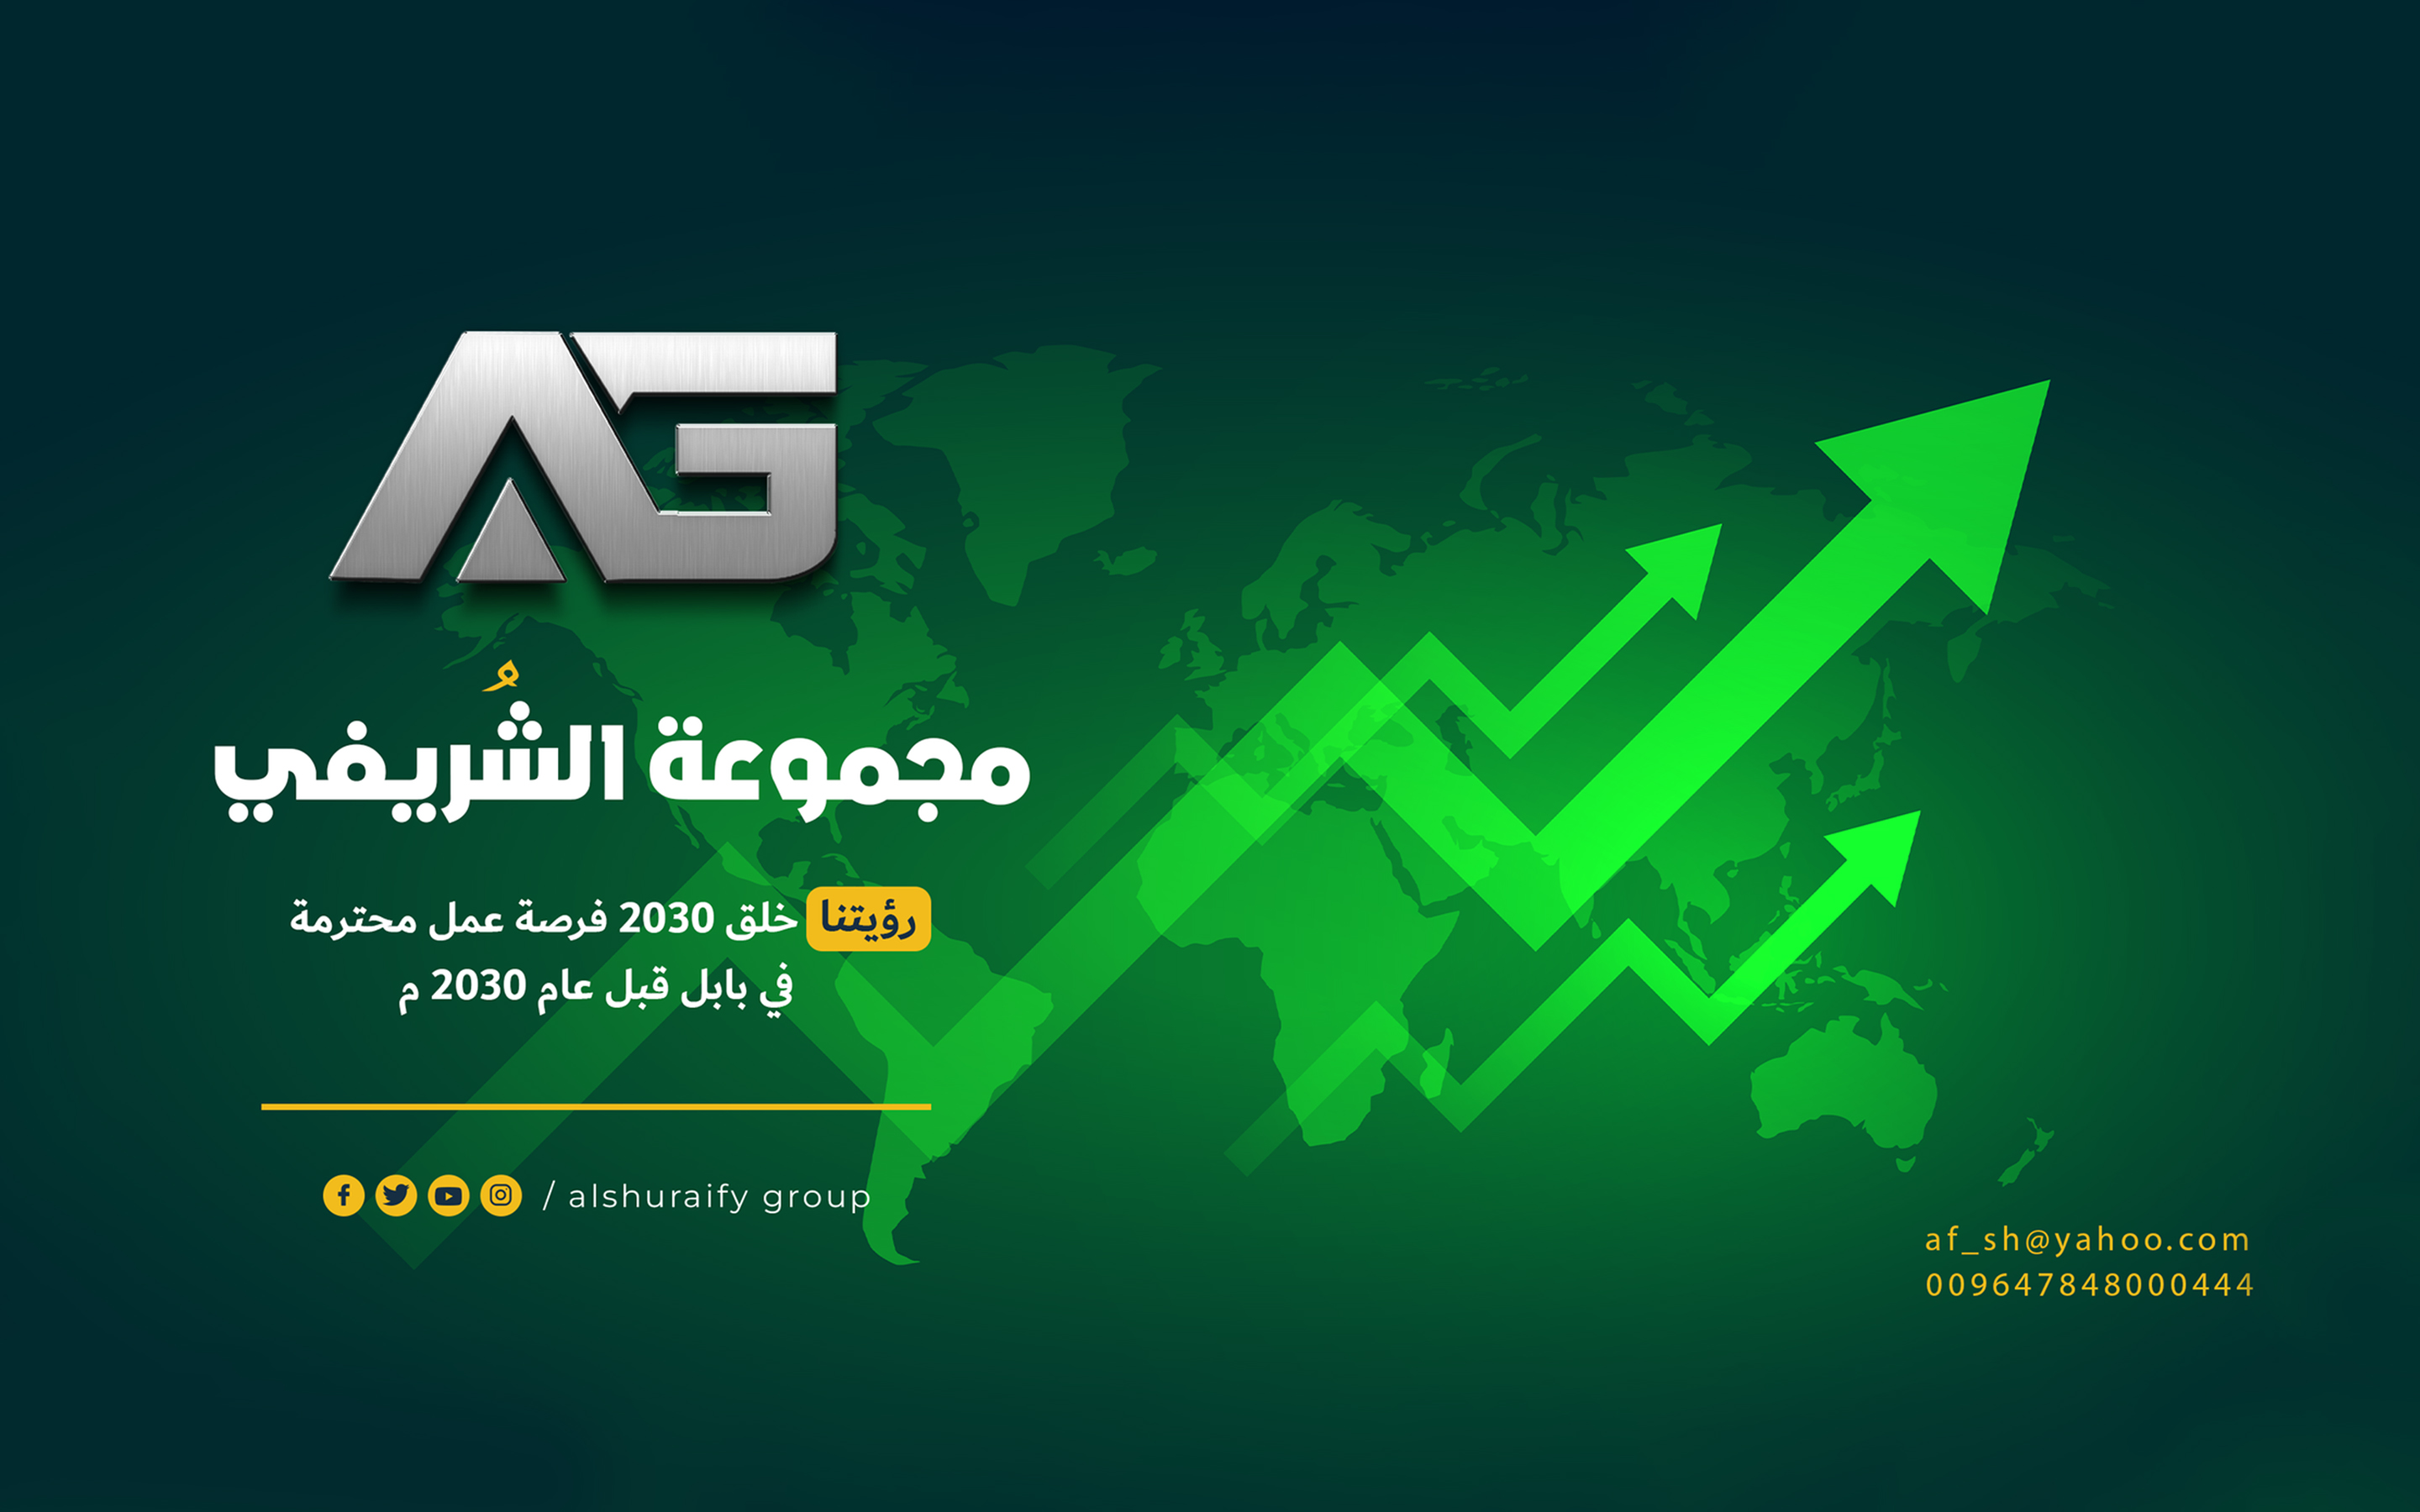 AG
مجموعة الشُريفي
رؤيتنا خلق 2030 فرصة عمل محترمة
في بابل قبل عام 2030 م
/ alshuraify group
af_sh@yahoo.com
009647848000444